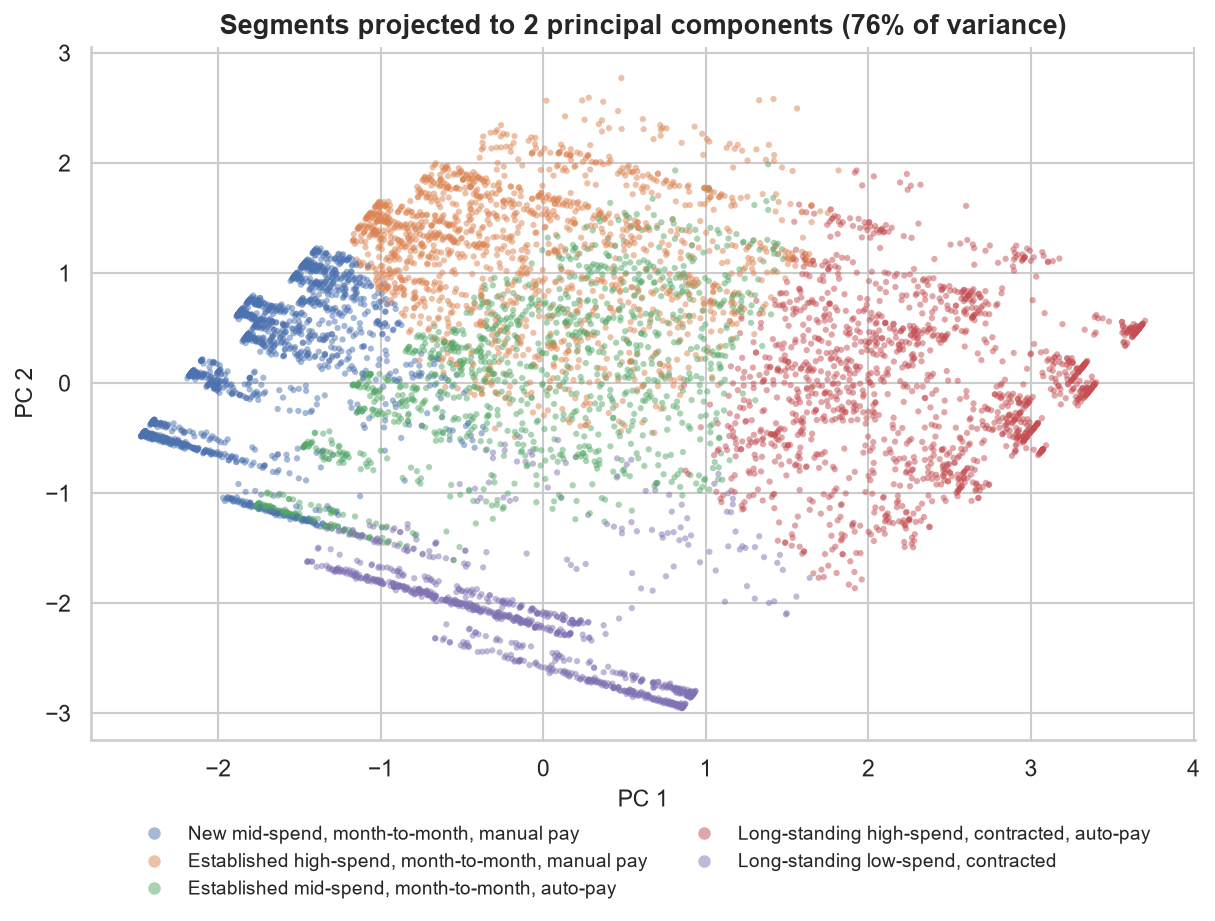 Segments projected to 2 principal components (76% of variance)
3
2
1
0
−1
−2
−3
PC 2
−2
−1
0
1
2
3
4
PC 1
New mid-spend, month-to-month, manual pay
Established high-spend, month-to-month, manual pay
Established mid-spend, month-to-month, auto-pay
Long-standing high-spend, contracted, auto-pay
Long-standing low-spend, contracted